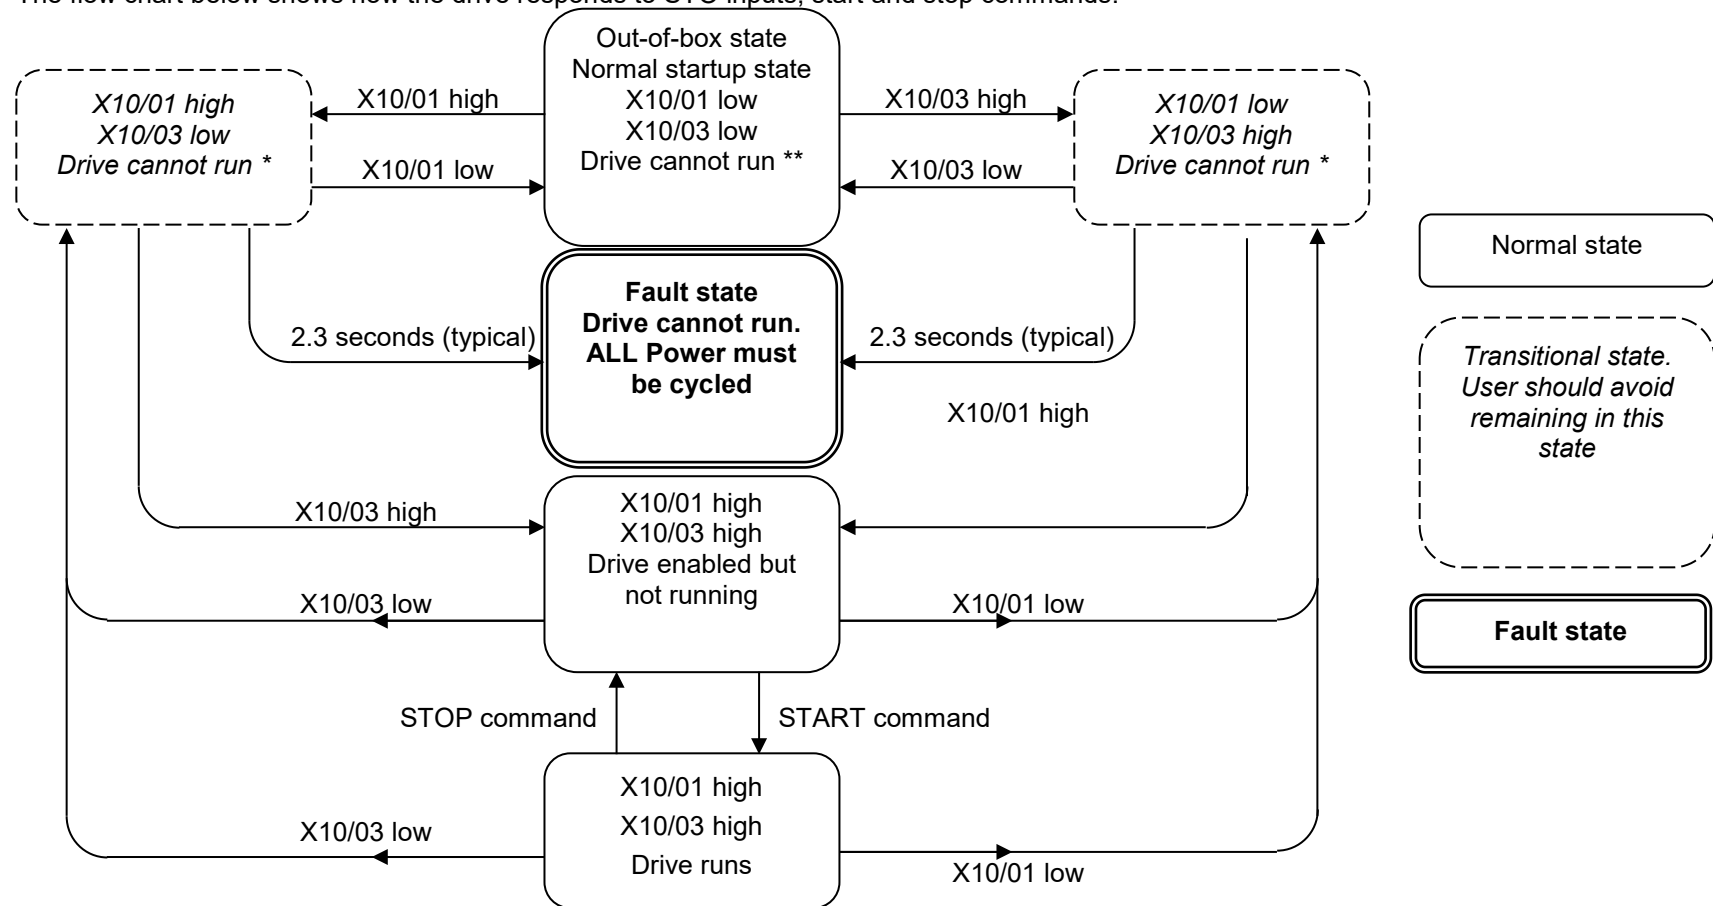 The flow chart below shows how the drive responds to STO inputs, start and stop commands.
Out-of-box state
Normal startup state
X10/01 low
X10/03 low
Drive cannot run **
X10/01 high
X10/03 low
Drive cannot run *
X10/01 high
X10/01 low
X10/03 high
X10/03 low
X10/01 low
X10/03 high
Drive cannot run *
Normal state
Fault state
Drive cannot run.
ALL Power must
be cycled
2.3 seconds (typical)
2.3 seconds (typical)
X10/01 high
Transitional state.
User should avoid
remaining in this
state
X10/03 high
X10/01 high
X10/03 high
Drive enabled but
not running
X10/03 low
X10/01 low
Fault state
STOP command
START command
X10/01 high
X10/03 high
Drive runs
X10/03 low
X10/01 low